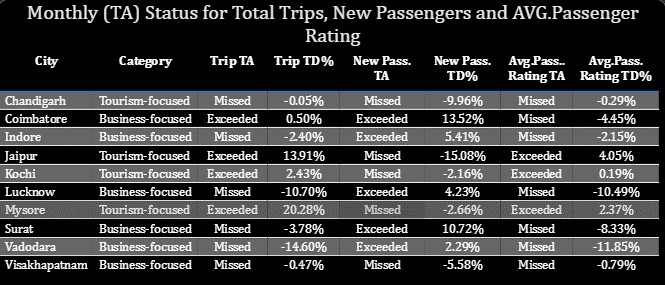 Monthly (TA) Status for Total Trips, New Passengers and AVG.Passenger
Rating
City Category Trip TA Trip TD% New Pass. TA New Pass. TD% Avg.Pass.. Rating TA Avg.Pass. Rating TD%
Chandigarh Tourism-focused Missed -0.05% Missed -9.96% Missed -0.29%
Coimbatore Business-focused Exceeded 0.50% Exceeded 13.52% Missed -4.45%
Indore Business-focused Missed -2.40% Exceeded 5.41% Missed -2.15%
Jaipur Tourism-focused Exceeded 13.91% Missed -15.08% Exceeded 4.05%
Kochi Tourism-focused Exceeded 2.43% Missed -2.16% Exceeded 0.19%
Lucknow Business-focused Missed -10.70% Exceeded 4.23% Missed -10.49%
Mysore Tourism-focused Exceeded 20.28% Missed -2.66% Exceeded 2.37%
Surat Business-focused Missed -3.78% Exceeded 10.72% Missed -8.33%
Vadodara Business-focused Missed -14.60% Exceeded 2.29% Missed -11.85%
Visakhapatnam Business-focused Missed -0.47% Missed -5.58% Missed -0.79%